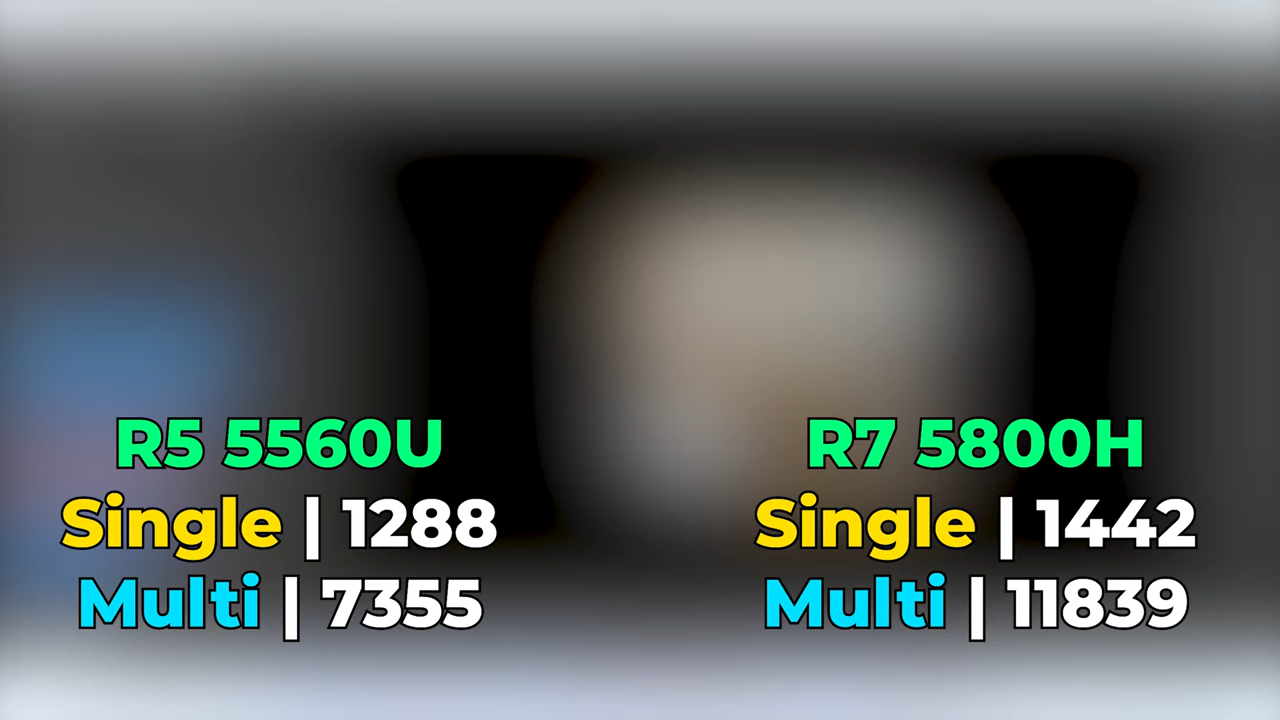 R5 5560U
Single | 1288
Multi | 7355
R7 5800H
Single | 1442
Multi | 11839